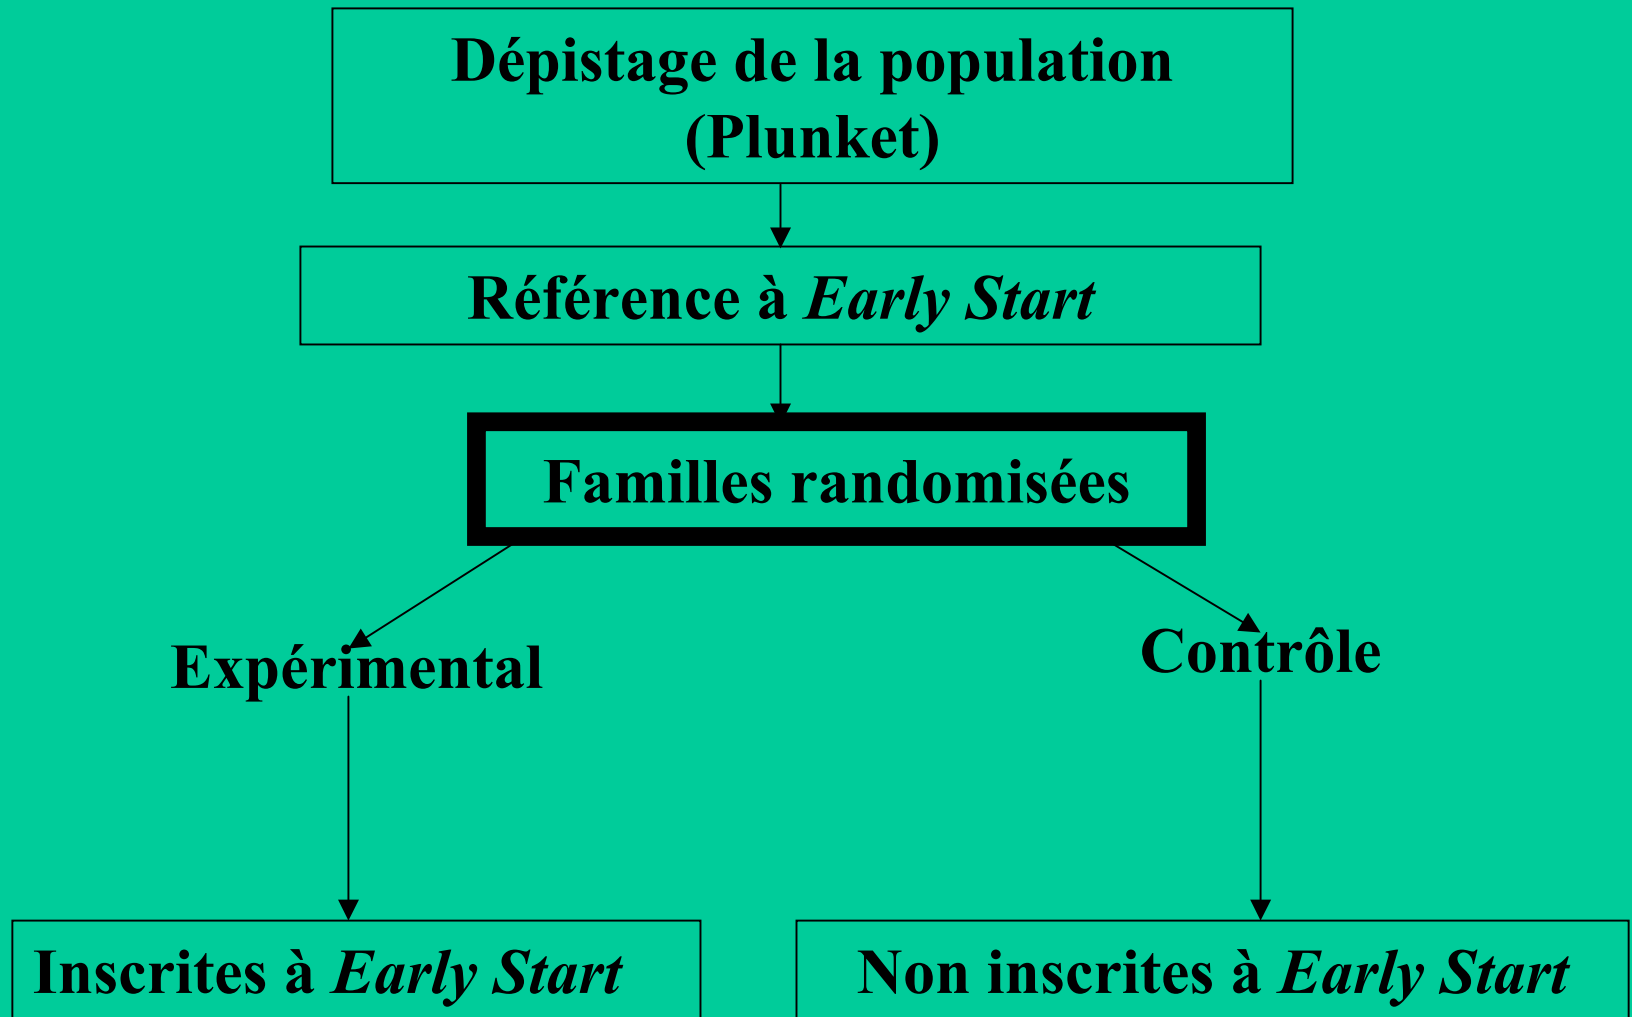 Dépistage de la population
(Plunket)
Référence à Early Start
Familles randomisées
Expérimental
Contrôle
Inscrites à Early Start
Non inscrites à Early Start